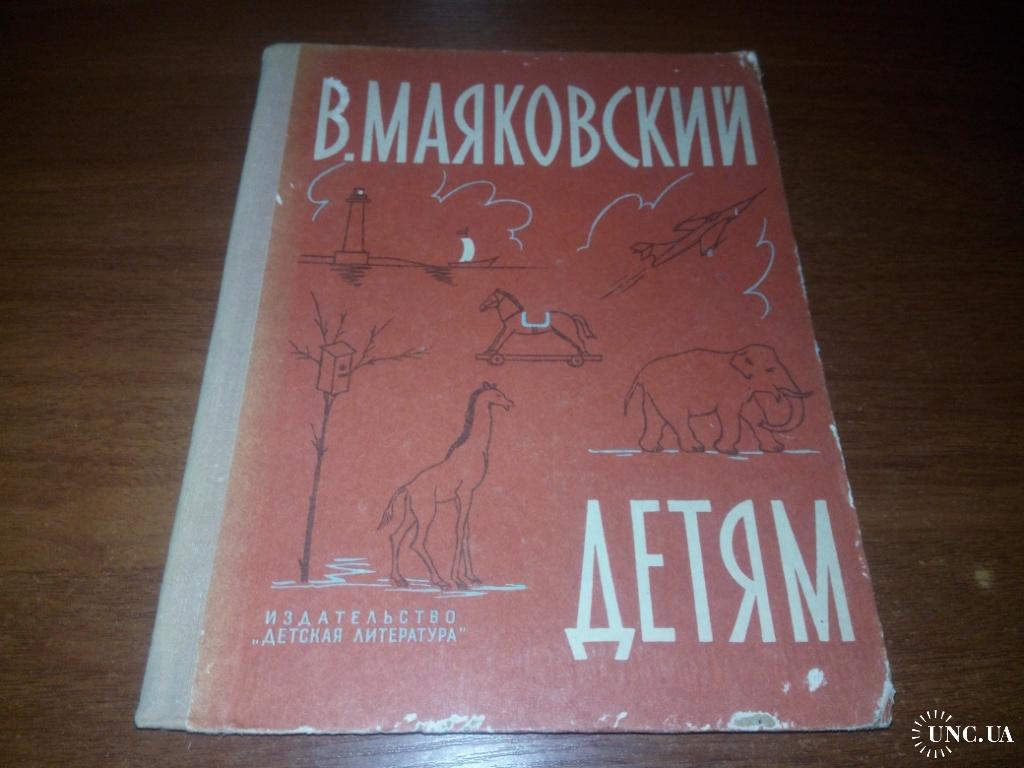 В. МАЯКОВСКИЙ
ДЕТЯМ
ИЗДАТЕЛЬСТВО
„ДЕТСКАЯ ЛИТЕРАТУРА"
UNC.UA